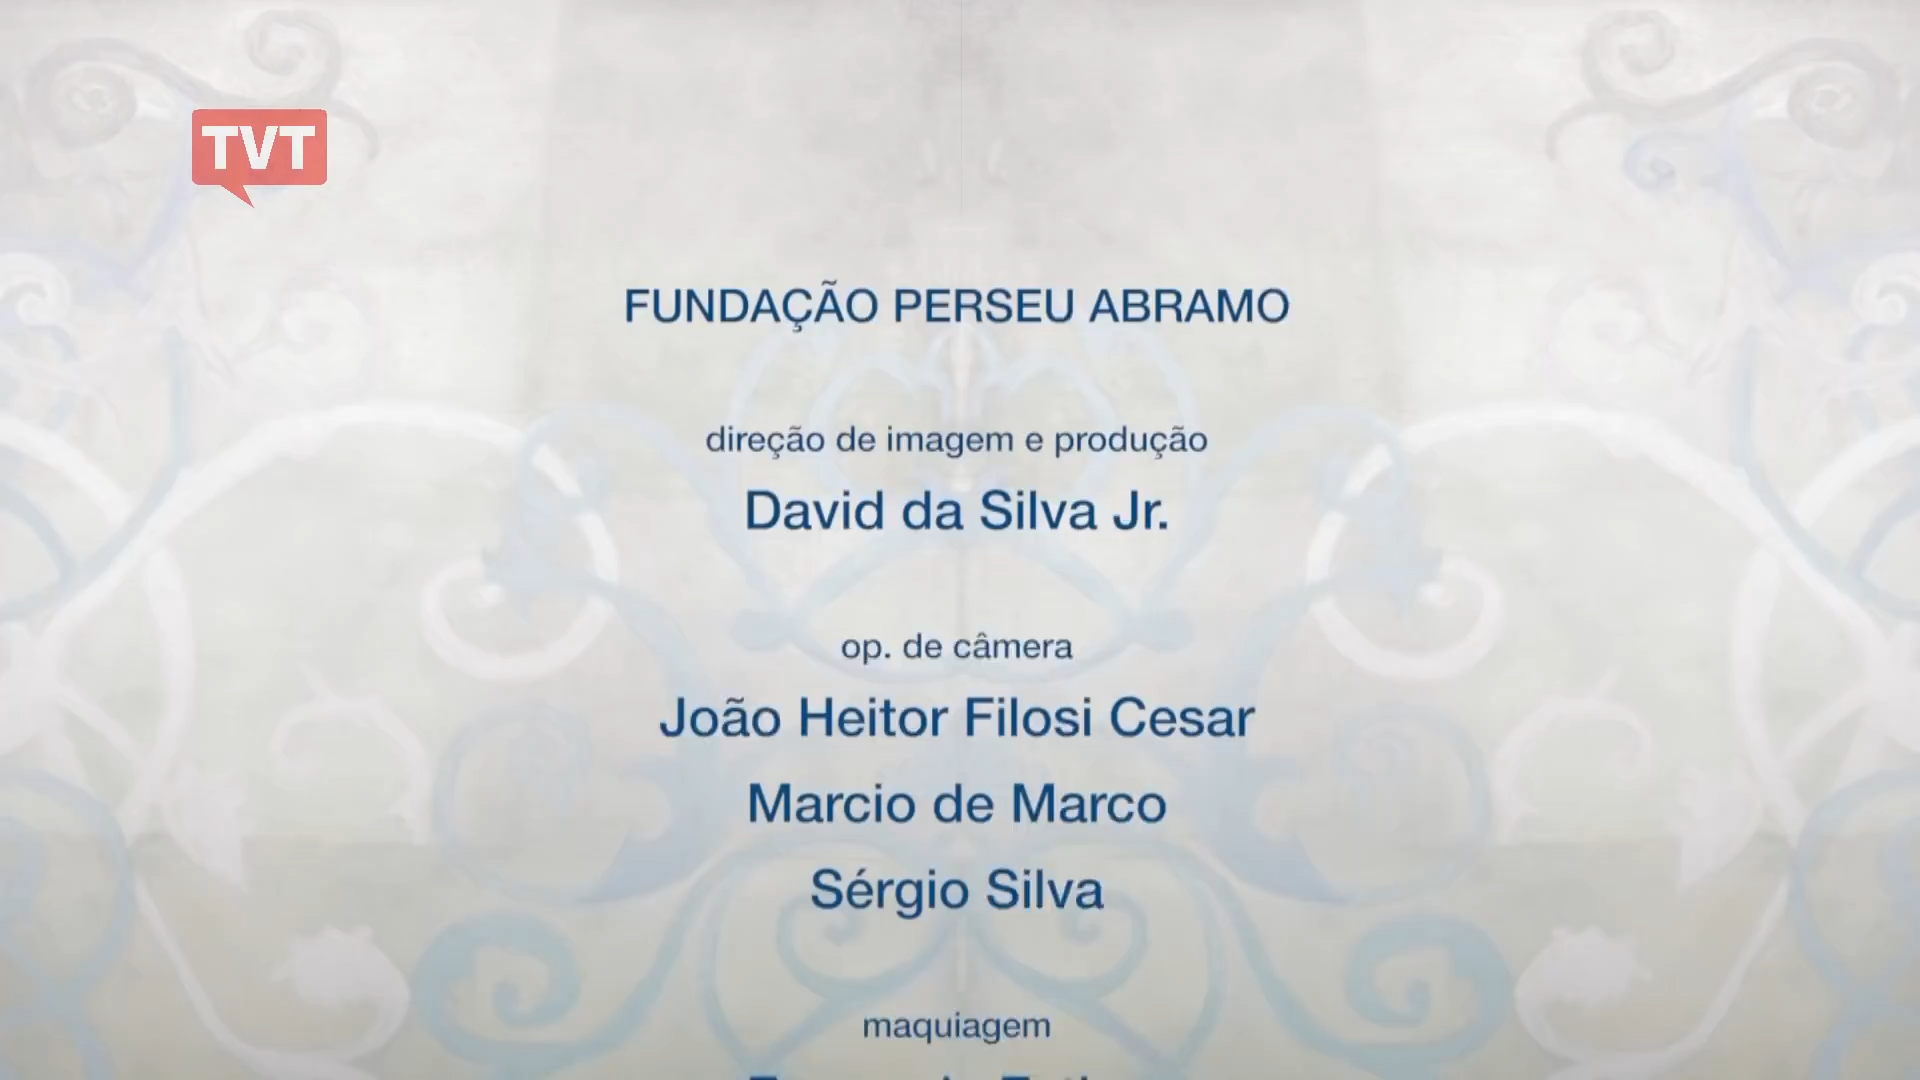 TVT
FUNDAÇÃO PERSEU ABRAMO
direção de imagem e produção
David da Silva Jr.
op. de câmera
João Heitor Filosi Cesar
Marcio de Marco
Sérgio Silva
maquiagem